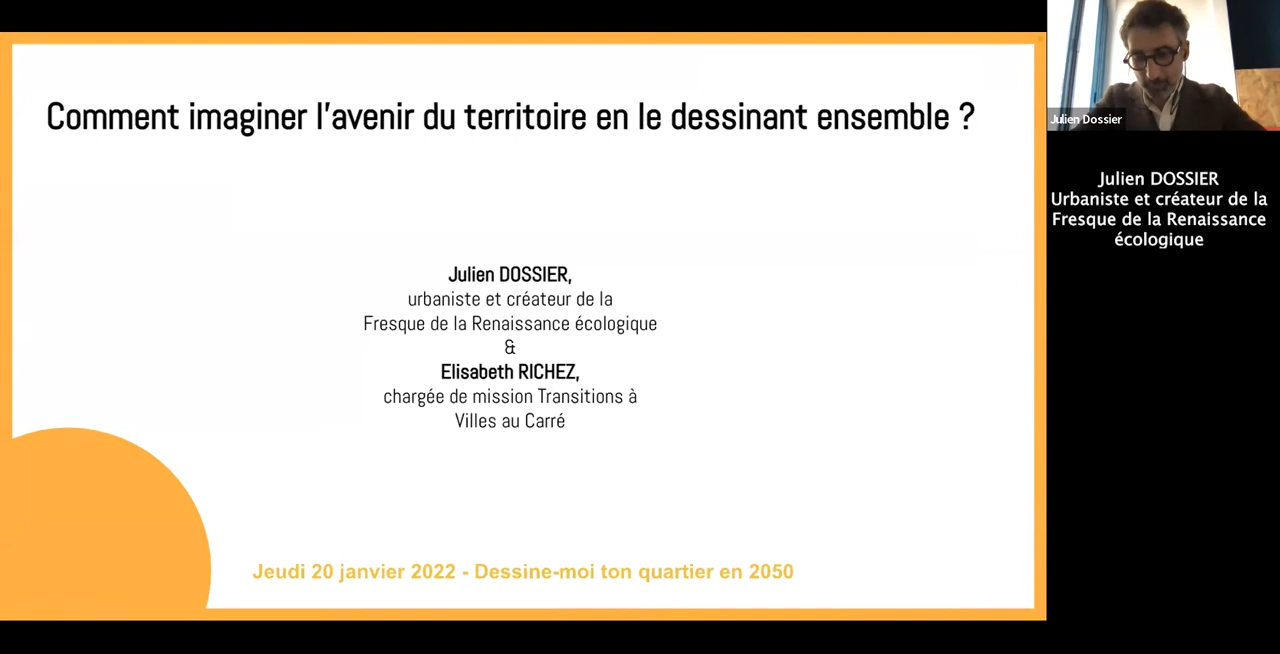 Comment imaginer l'avenir du territoire en le dessinant ensemble ?
Julien DOSSIER,
urbaniste et créateur de la
Fresque de la Renaissance écologique
&
Elisabeth RICHEZ,
chargée de mission Transitions à
Villes au Carré
Jeudi 20 janvier 2022 - Dessine-moi ton quartier en 2050
Julien Dossier
Julien DOSSIER
Urbaniste et créateur de la
Fresque de la Renaissance
écologique